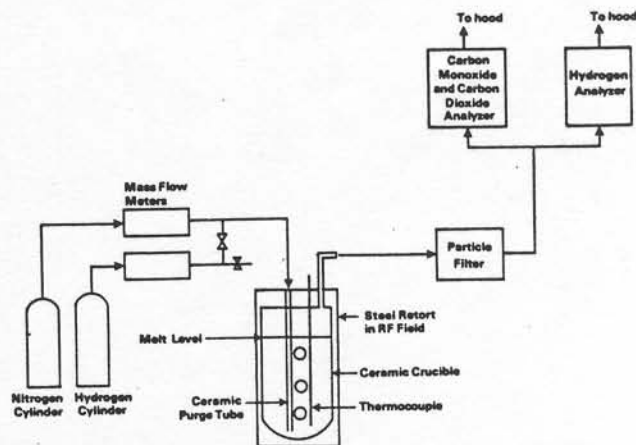 To hood
To hood
Carbon
Monoxide
and Carbon
Dioxide
Analyzer
Hydrogen
Analyzer
Mass Flow
Meters
Particle
Filter
Steel Retort
in RF Field
Melt Level
Ceramic Crucible
Nitrogen
Cylinder
Hydrogen
Cylinder
Ceramic
Purge Tube
Thermocouple